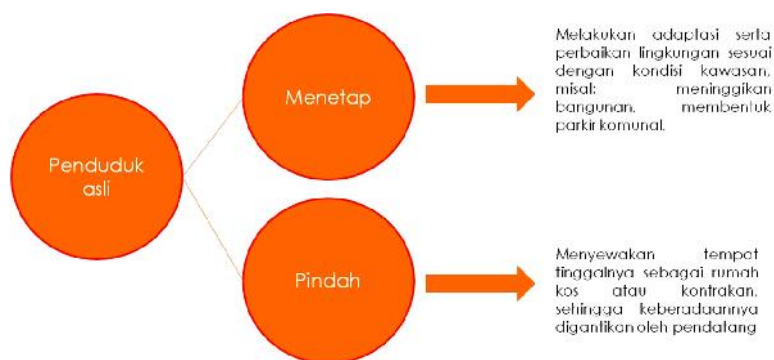 Penduduk
asli
Menetap
Melakukan adaptasi serta
perbaikan lingkungan sesuai
dengan kondisi kawasan,
misal: meninggikan
bangunan, membentuk
parkir komunal.
Pindah
Menyewakan tempat
tinggalnya sebagai rumah
kos atau kontrakan,
sehingga keberadaannya
digantikan oleh pendatang